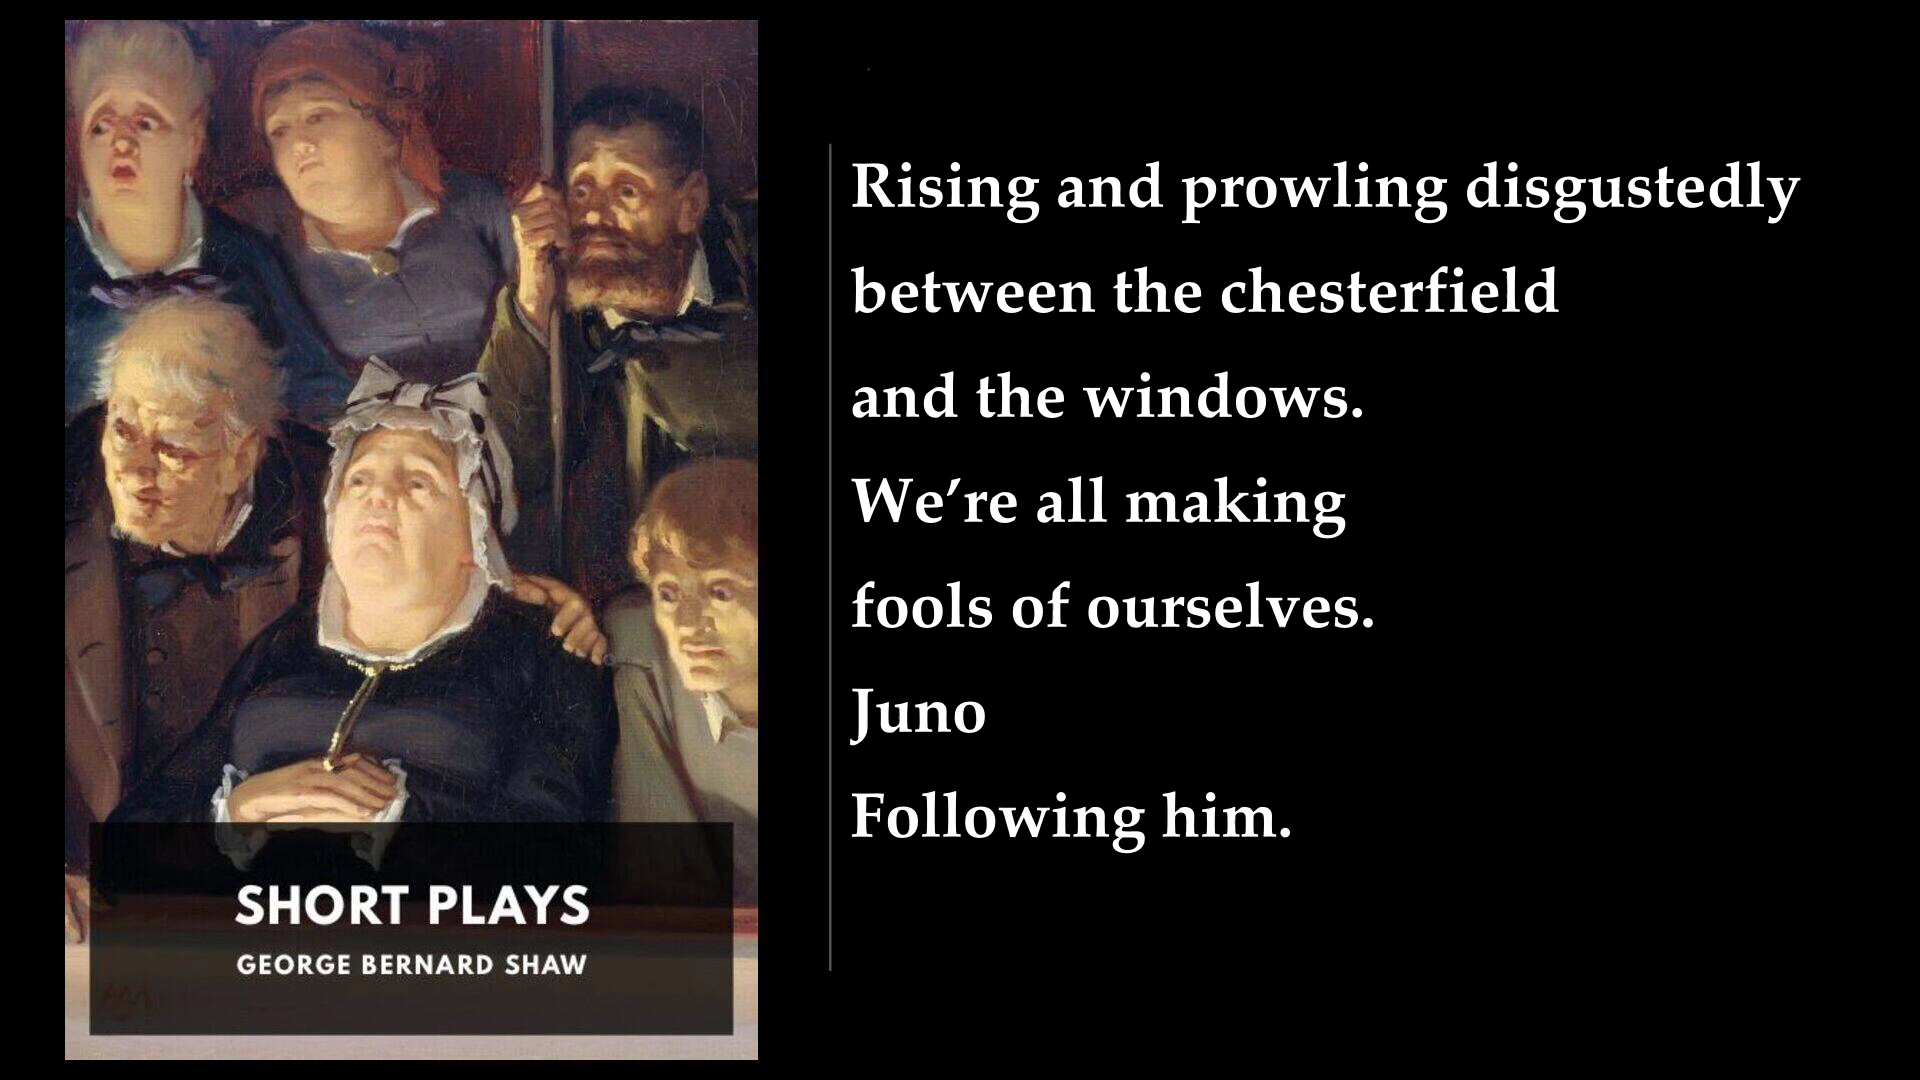 Rising and prowling disgustedly
between the chesterfield
and the windows.
We’re all making
fools of ourselves.
Juno
Following him.
SHORT PLAYS
GEORGE BERNARD SHAW